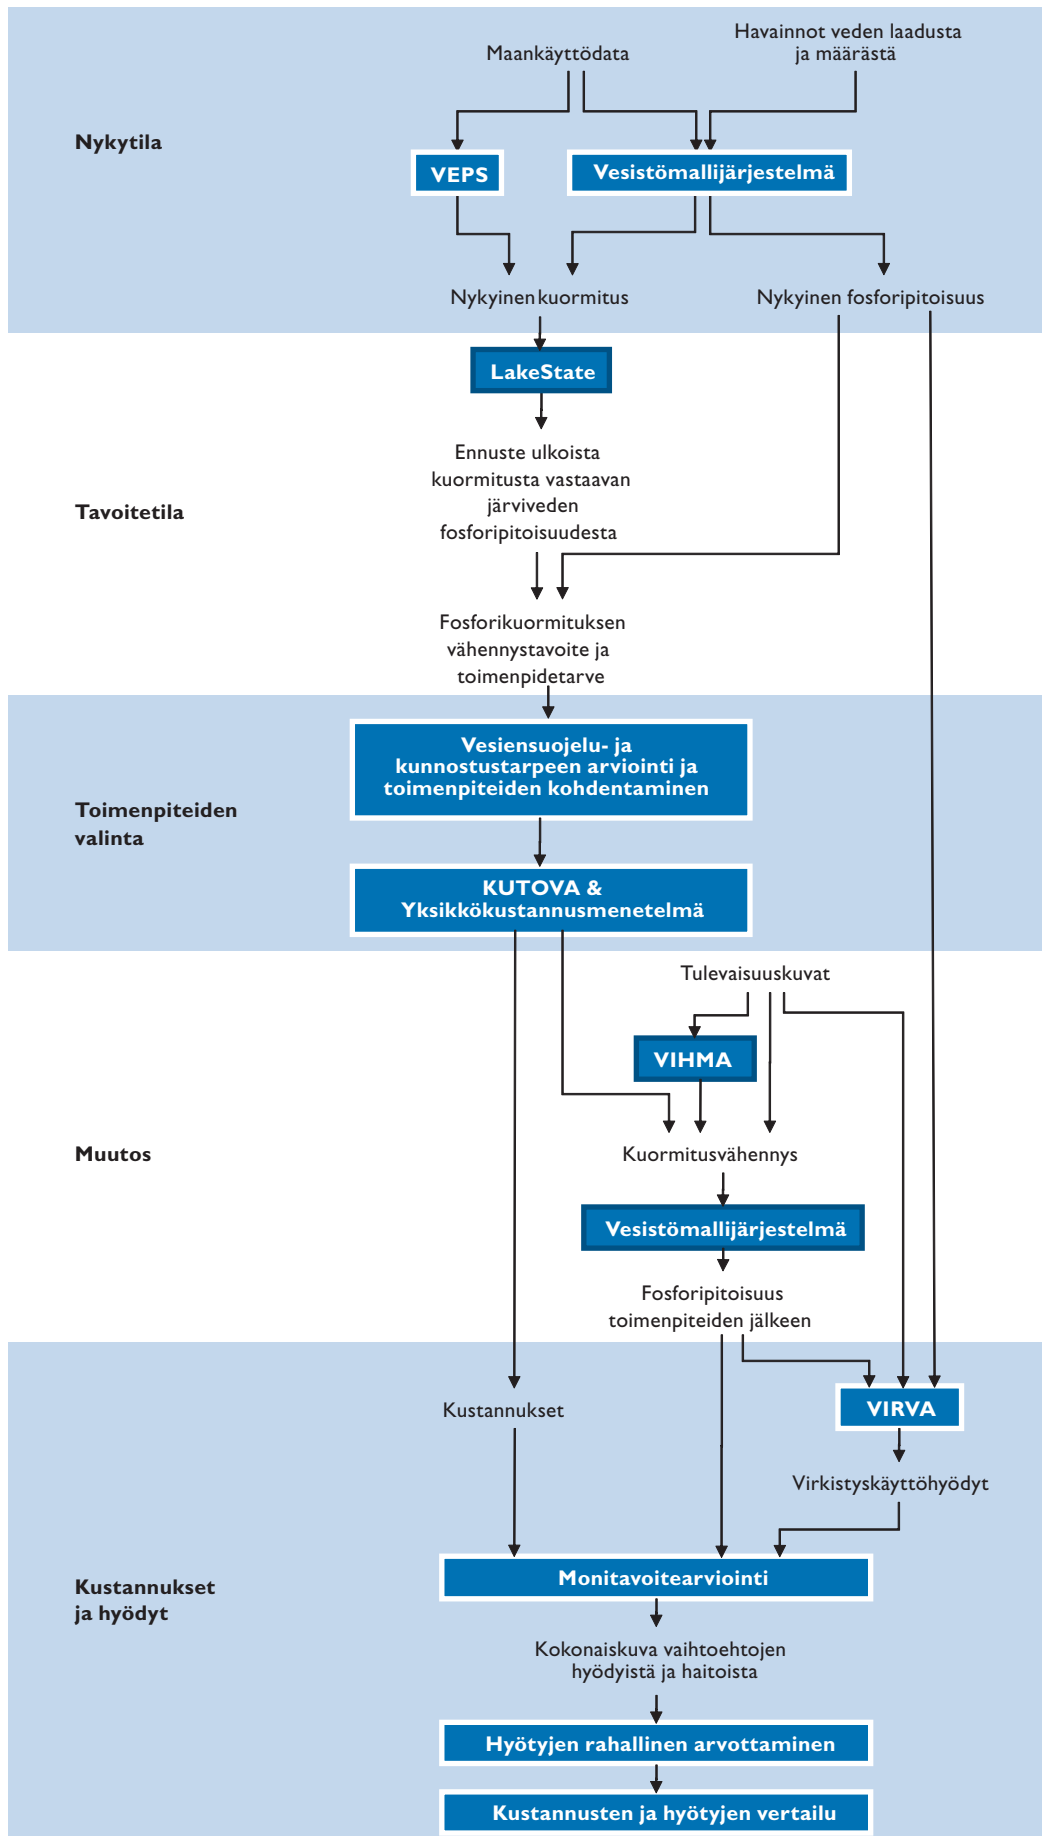 Maankäyttödata
Havainnot veden laadusta
ja määrästä
Nykytila
VEPS
Vesistömallijärjestelmä
Nykyinen kuormitus
Nykyinen fosforipitoisuus
LakeState
Ennuste ulkoista
kuormitusta vastaavan
järviveden
fosforipitoisuudesta
Tavoitetila
Fosforikuormituksen
vähennystavoite ja
toimenpidetarve
Toimenpiteiden
valinta
Vesiensuojelu- ja
kunnostustarpeen arviointi ja
toimenpiteiden kohdentaminen
KUTOVA &
Yksikkökustannusmenetelmä
Tulevaisuuskuvat
VIHMA
Muutos
Kuormitusvähennys
Vesistömallijärjestelmä
Fosforipitoisuus
toimenpiteiden jälkeen
Kustannukset
VIRVA
Virkistyskäyttöhyödyt
Kustannukset
ja hyödyt
Monitavoitearviointi
Kokonaiskuva vaihtoehtojen
hyödyistä ja haitoista
Hyötyjen rahallinen arvottaminen
Kustannusten ja hyötyjen vertailu